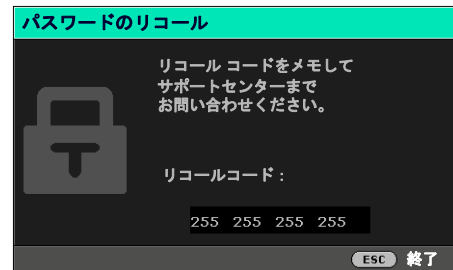 パスワードのリコール
リコール コードをメモして
サポートセンターまで
お問い合わせください。
リコールコード：
255 255 255 255
ESC 終了